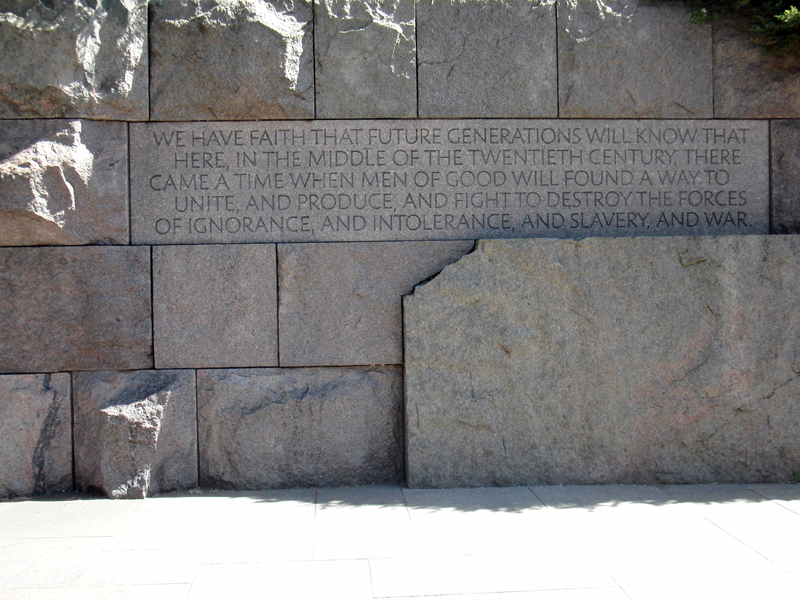 WE HAVE FAITH THAT FUTURE GENERATIONS WILL KNOW THAT
HERE, IN THE MIDDLE OF THE TWENTIETH CENTURY, THERE
CAME A TIME WHEN MEN OF GOOD WILL FOUND A WAY TO
UNITE, AND PRODUCE, AND FIGHT TO DESTROY THE FORCES
OF IGNORANCE, AND INTOLERANCE, AND SLAVERY, AND WAR.